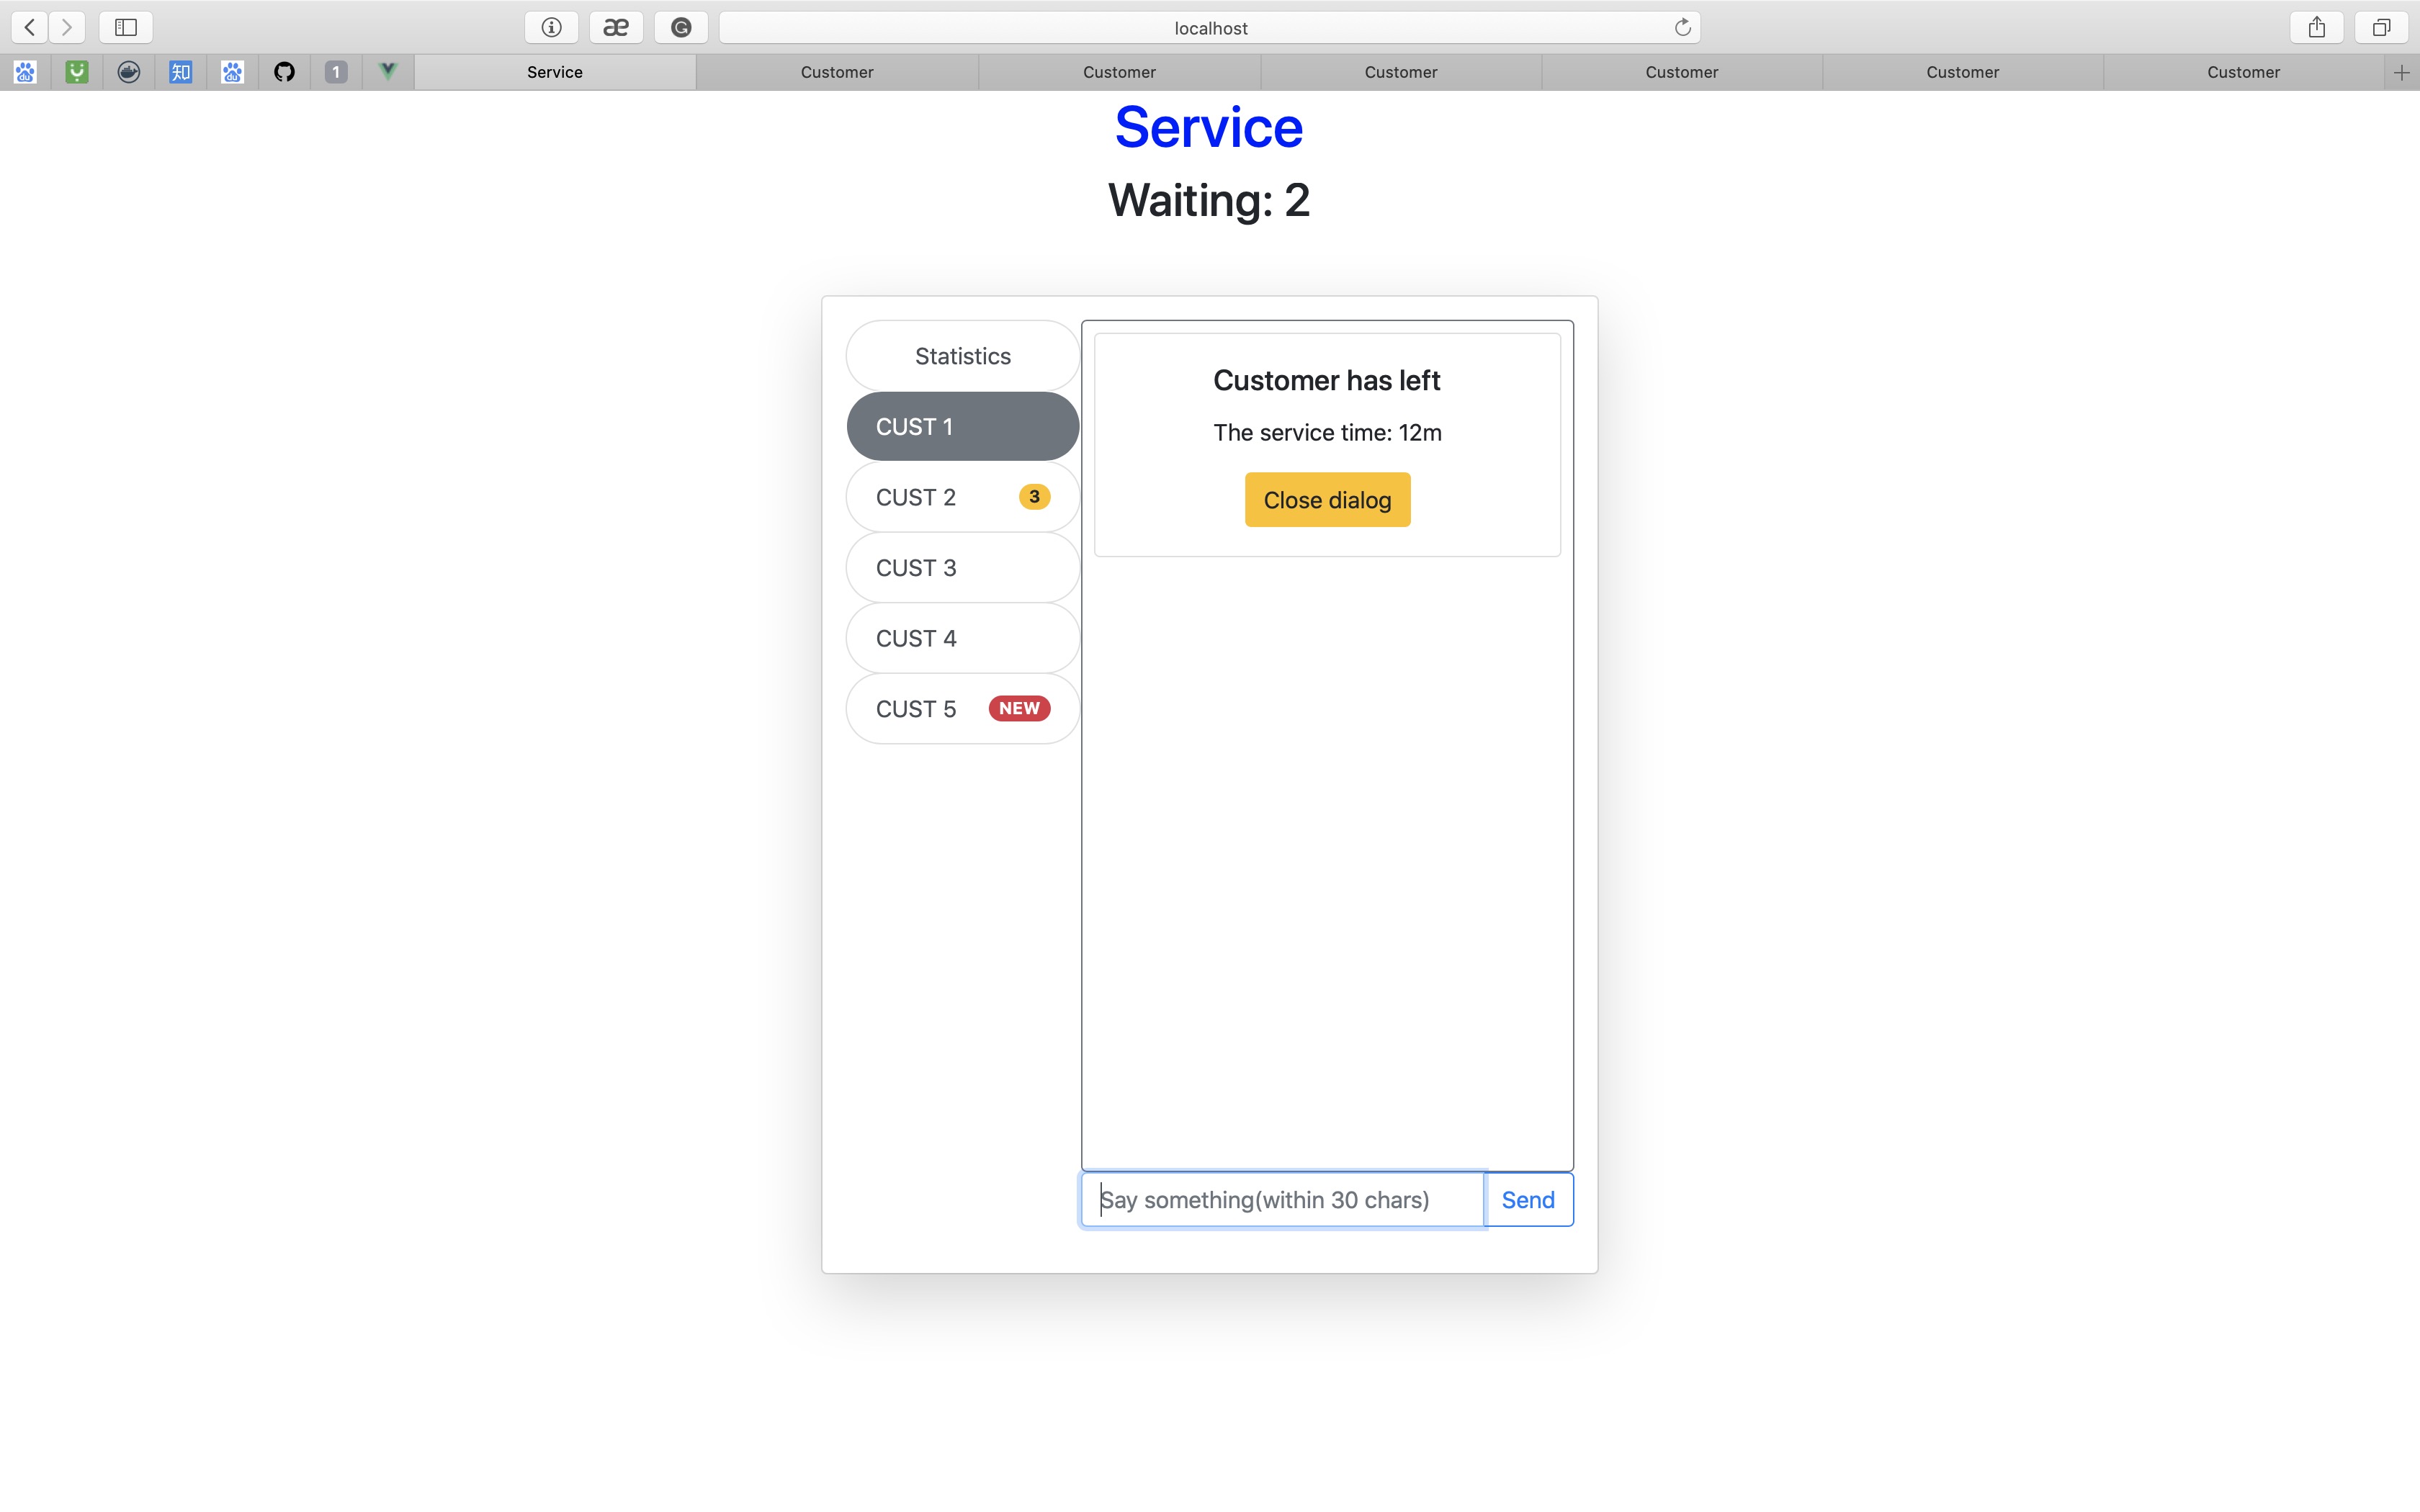 localhost
æ
G
du
知
du
1
Service
Customer
Customer
Customer
Customer
Customer
Customer
Service
Waiting: 2
Statistics
CUST 1
CUST 2 3
CUST 3
CUST 4
CUST 5 NEW
Customer has left
The service time: 12m
Close dialog
Say something(within 30 chars)
Send